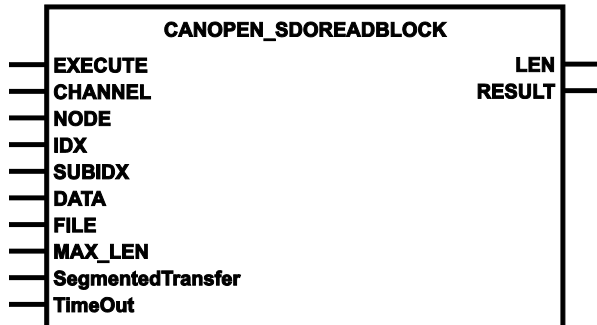 CANOPEN_SDOREADBLOCK
EXECUTE LEN
CHANNEL RESULT
NODE
IDX
SUBIDX
DATA
FILE
MAX_LEN
SegmentedTransfer
TimeOut